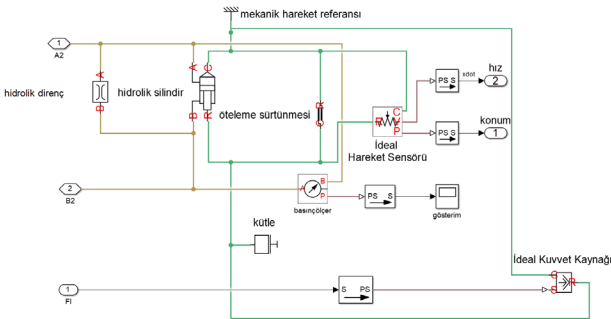 mekanik hareket referansı
1
A2
A
B
hidrolik direnç
hidrolik silindir
A
C
B
R
öteleme sürtünmesi
R
C
R
C
V
P
İdeal
Hareket Sensörü
PS S
xdot
hız
2
PS S
konum
1
2
B2
A
B
P
basınçölçer
PS S
gösterim
kütle
İdeal Kuvvet Kaynağı
C
R
S
1
FI
S PS